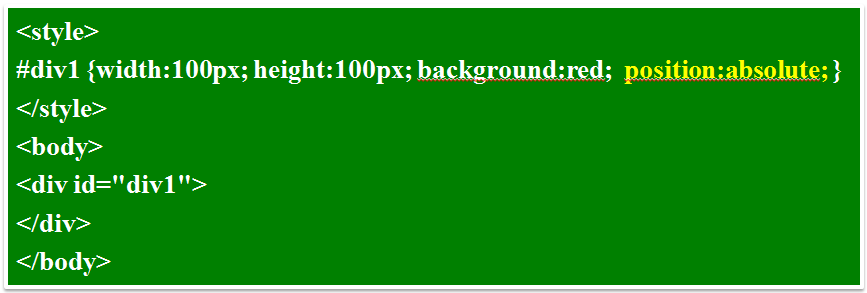 <style>
#div1 {width:100px; height:100px; background:red; position:absolute;}
</style>
<body>
<div id="div1">
</div>
</body>